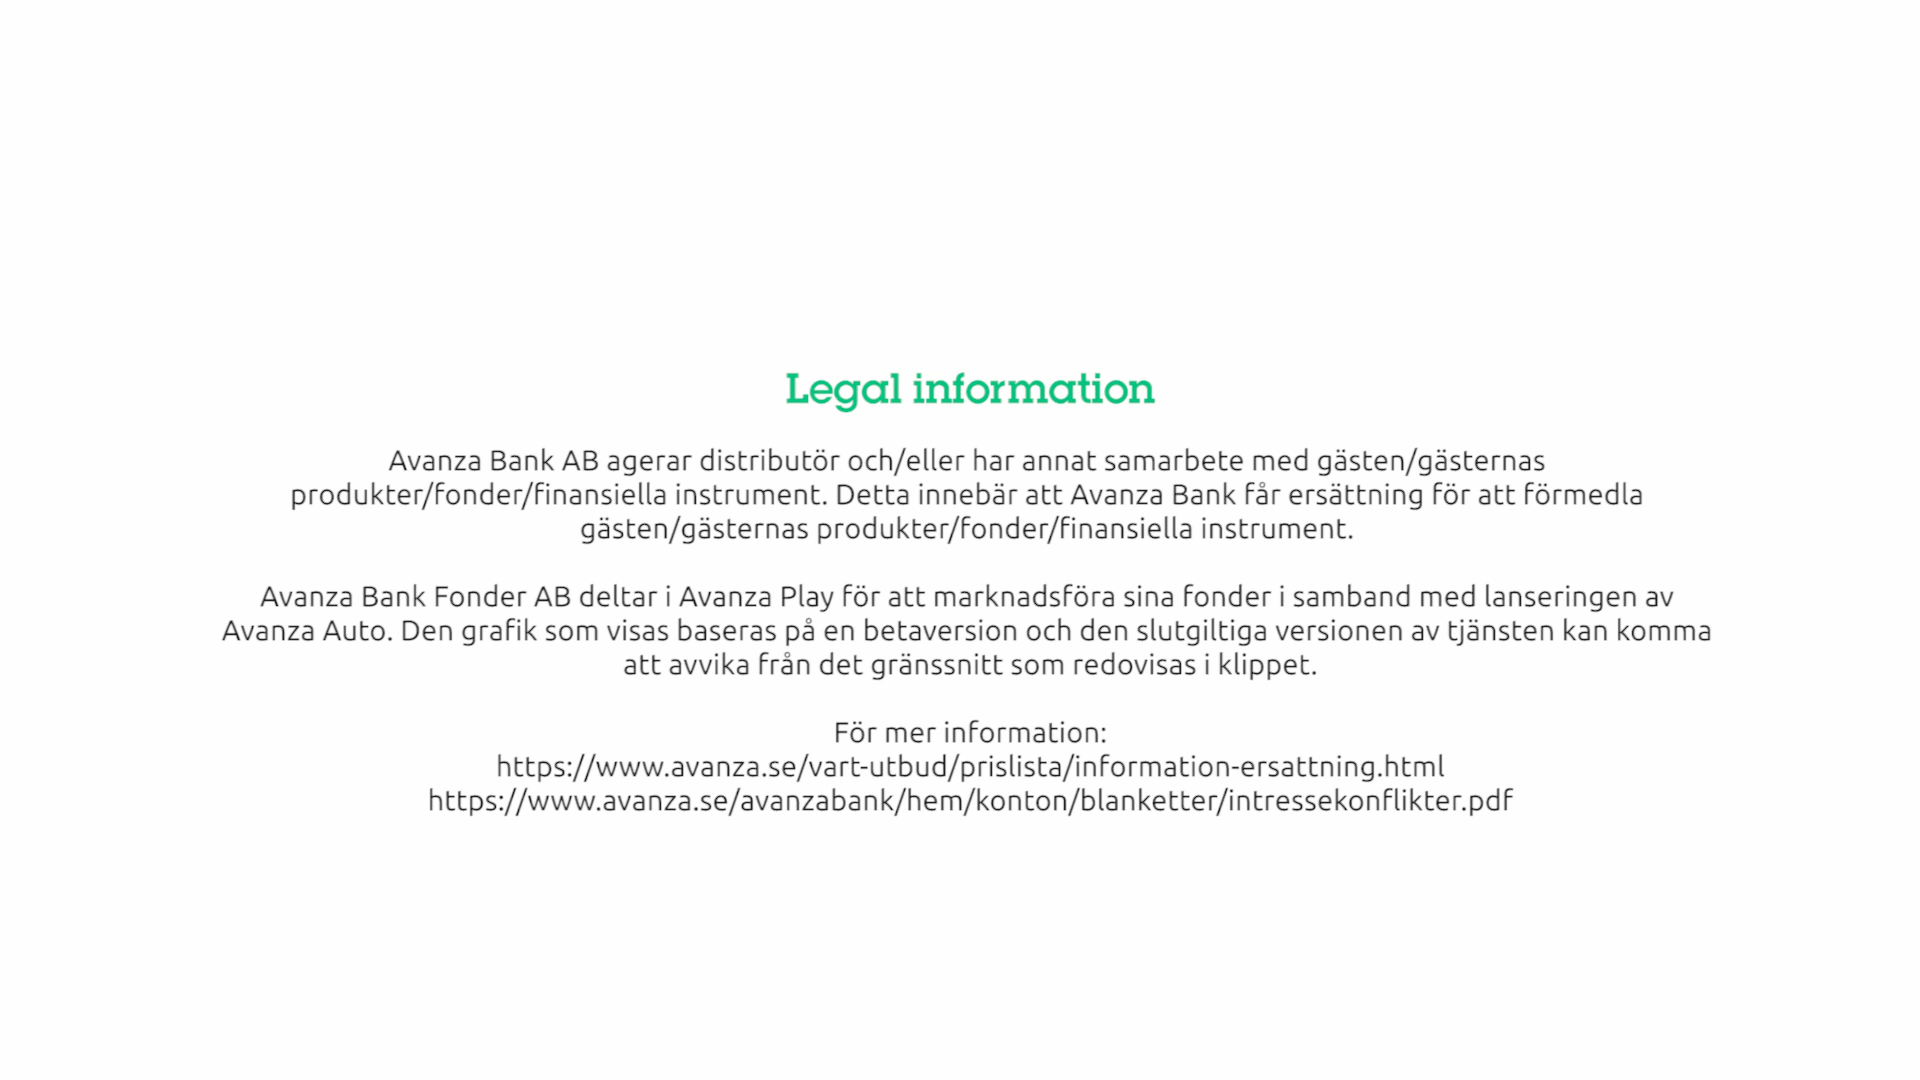 Legal information
Avanza Bank AB agerar distributör och/eller har annat samarbete med gästen/gästernas
produkter/fonder/finansiella instrument. Detta innebär att Avanza Bank får ersättning för att förmedla
gästen/gästernas produkter/fonder/finansiella instrument.
Avanza Bank Fonder AB deltar i Avanza Play för att marknadsföra sina fonder i samband med lanseringen av
Avanza Auto. Den grafik som visas baseras på en betaversion och den slutgiltiga versionen av tjänsten kan komma
att avvika från det gränssnitt som redovisas i klippet.
För mer information:
https://www.avanza.se/vart-utbud/prislista/information-ersattning.html
https://www.avanza.se/avanzabank/hem/konton/blanketter/intressekonflikter.pdf